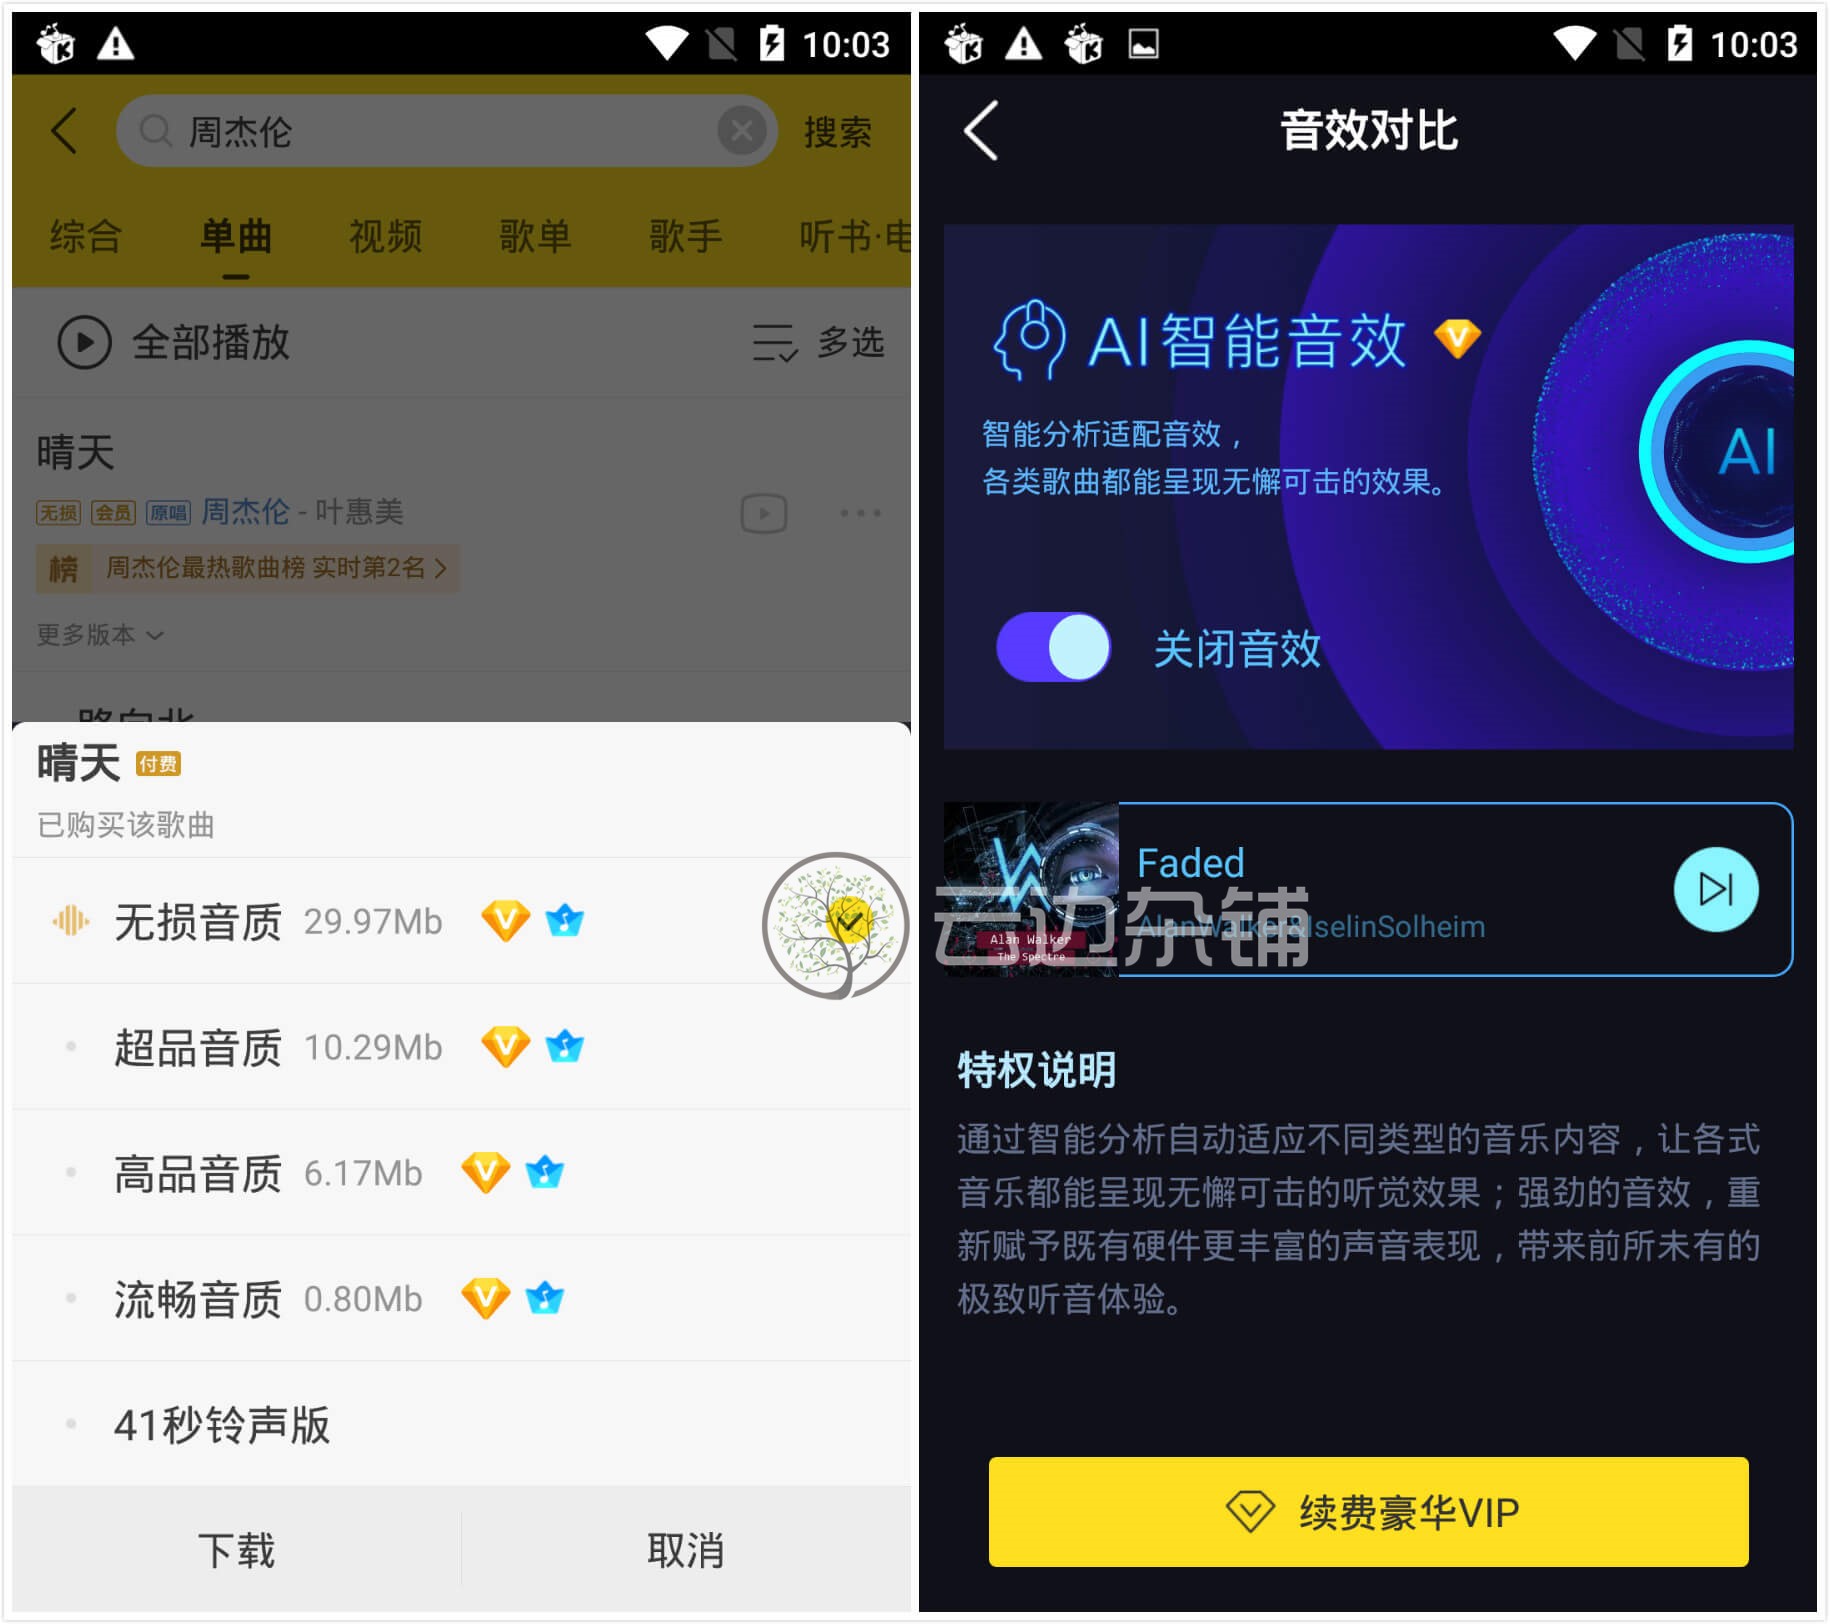 10:03
周杰伦
搜索
综合 单曲 视频 歌单 歌手 听书·电
全部播放
多选
晴天
无损 会员 原唱 周杰伦 - 叶惠美
榜 周杰伦最热歌曲榜 实时第2名
更多版本
晴天 付费
已购买该歌曲
无损音质 29.97Mb
超品音质 10.29Mb
高品音质 6.17Mb
流畅音质 0.80Mb
41秒铃声版
下载
取消
10:03
音效对比
AI智能音效
智能分析适配音效，
各类歌曲都能呈现无懈可击的效果。
AI
关闭音效
Faded
AlanWalker&IselinSolheim
Alan Walker
The Spectre
云边杂铺
特权说明
通过智能分析自动适应不同类型的音乐内容，让各式
音乐都能呈现无懈可击的听觉效果；强劲的音效，重
新赋予既有硬件更丰富的声音表现，带来前所未有的
极致听音体验。
续费豪华VIP